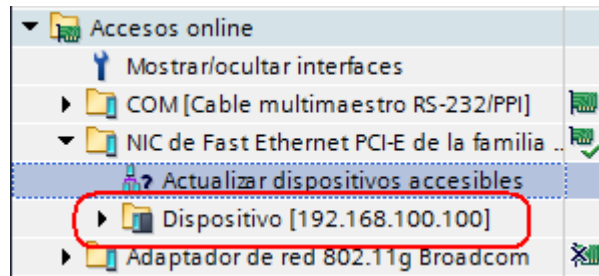 Accesos online
Mostrar/ocultar interfaces
COM [Cable multimaestro RS-232/PPI]
NIC de Fast Ethernet PCI-E de la familia ..
Actualizar dispositivos accesibles
Dispositivo [192.168.100.100]
Adaptador de red 802.11g Broadcom